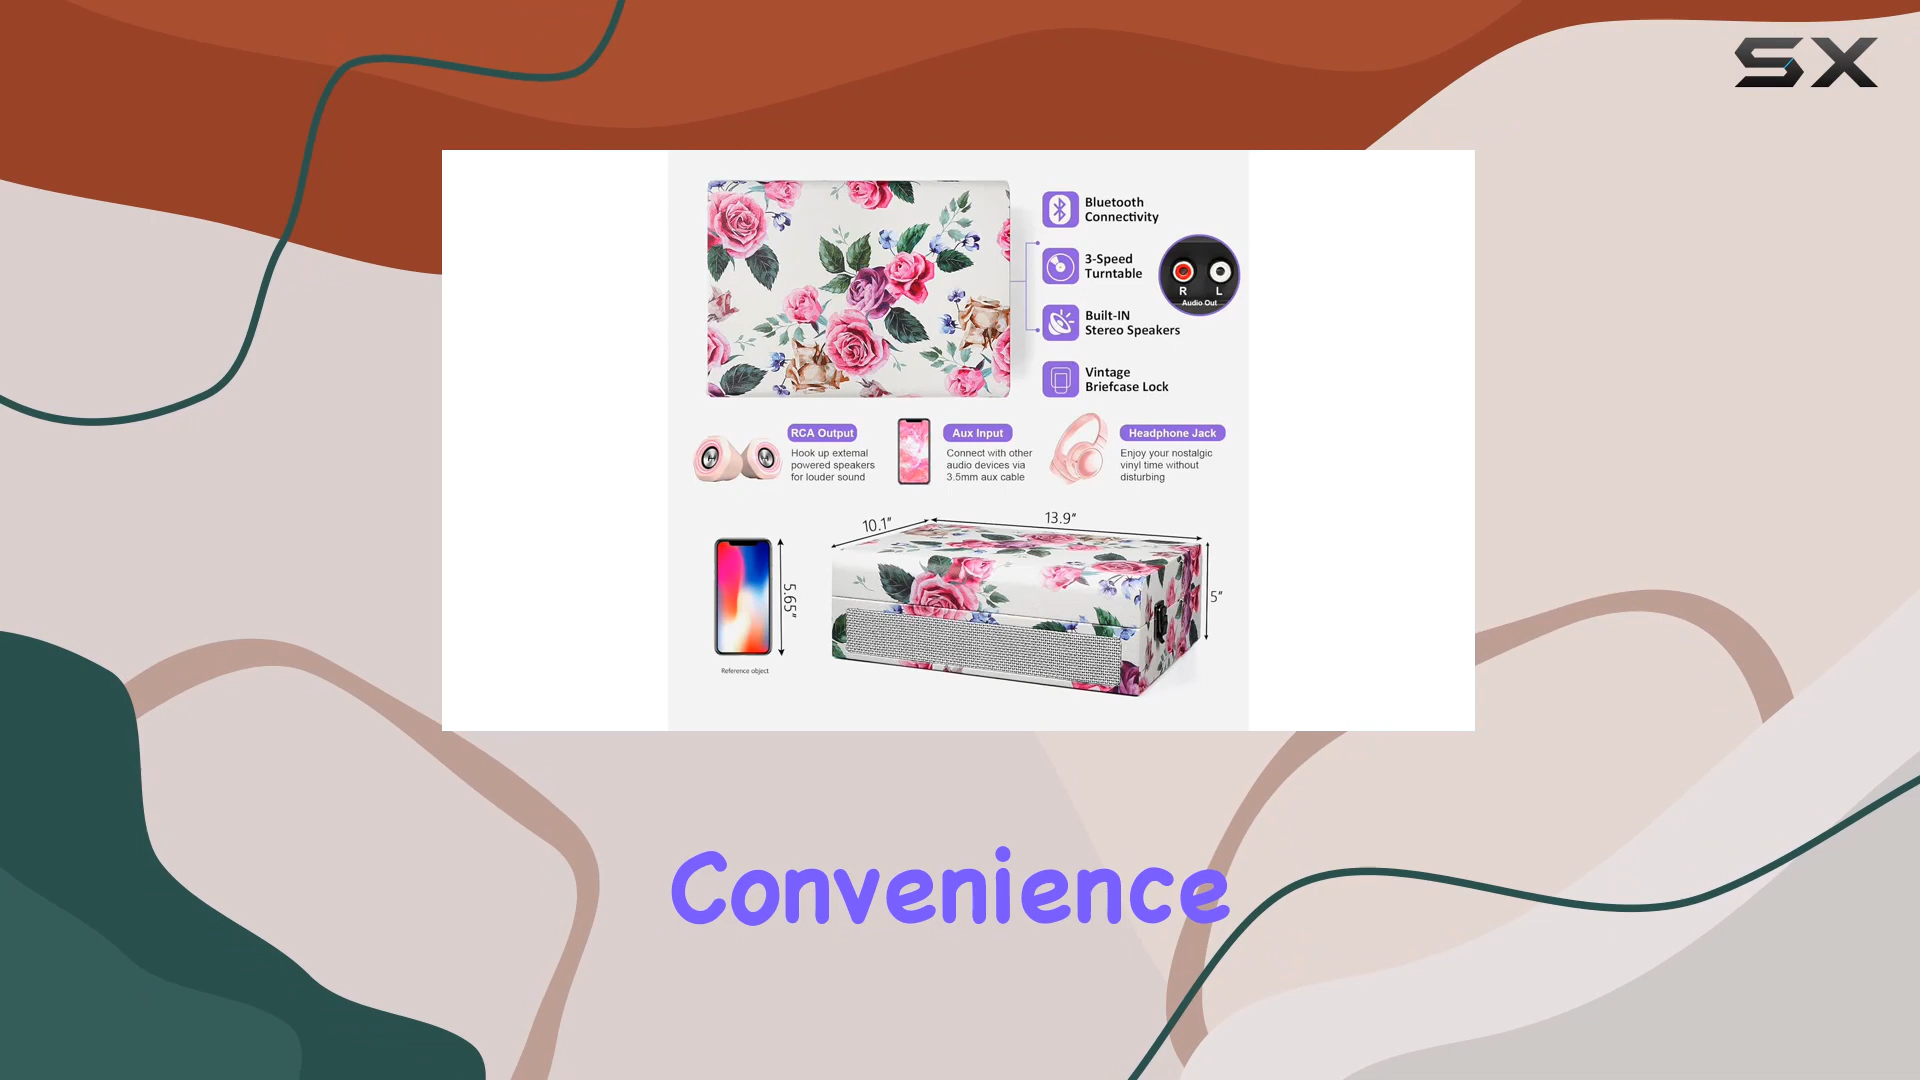 SX
Bluetooth
Connectivity
3-Speed
Turntable
R L
Audio Out
Built-IN
Stereo Speakers
Vintage
Briefcase Lock
RCA Output
Hook up external
powered speakers
for louder sound
Aux Input
Connect with other
audio devices via
3.5mm aux cable
Headphone Jack
Enjoy your nostalgic
vinyl time without
disturbing
10.1"
13.9"
5.65"
5"
Reference object
Convenience